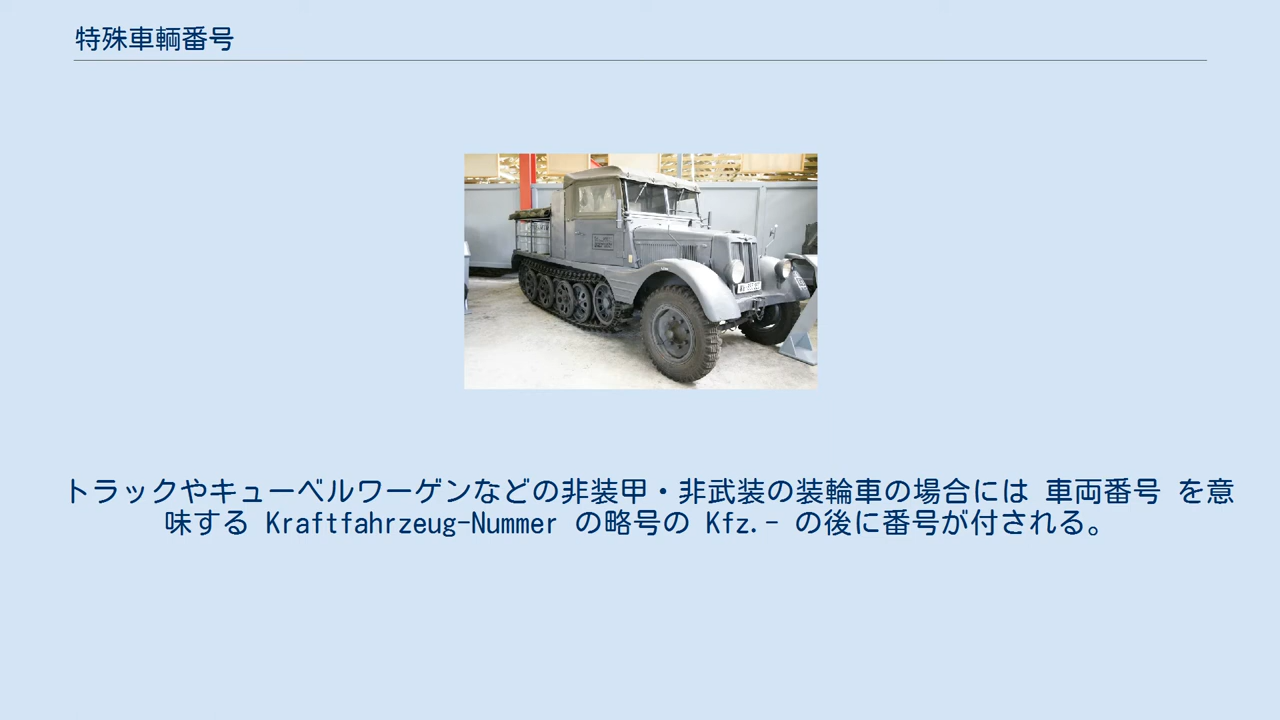 特殊車輌番号
トラックやキューベルワーゲンなどの非装甲・非武装の装輪車の場合には 車両番号 を意
味する Kraftfahrzeug-Nummer の略号の Kfz.- の後に番号が付される。